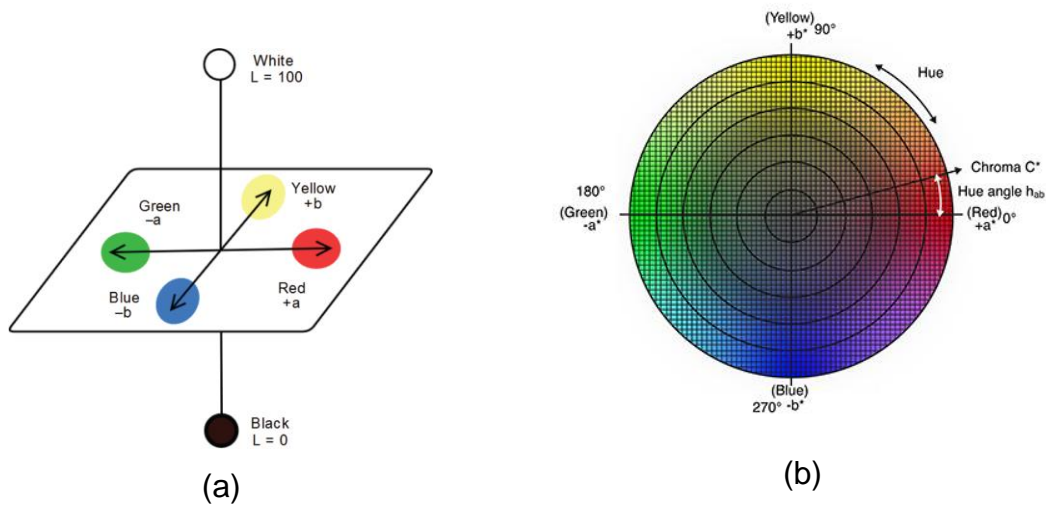 White
L = 100
Yellow
+b
Green
–a
Blue
–b
Red
+a
Black
L = 0
(a)
(Yellow)
+b* 90°
Hue
Chroma C*
Hue angle hab
180°
(Green)
-a*
(Red) 0°
+a*
(Blue)
270° -b*
(b)